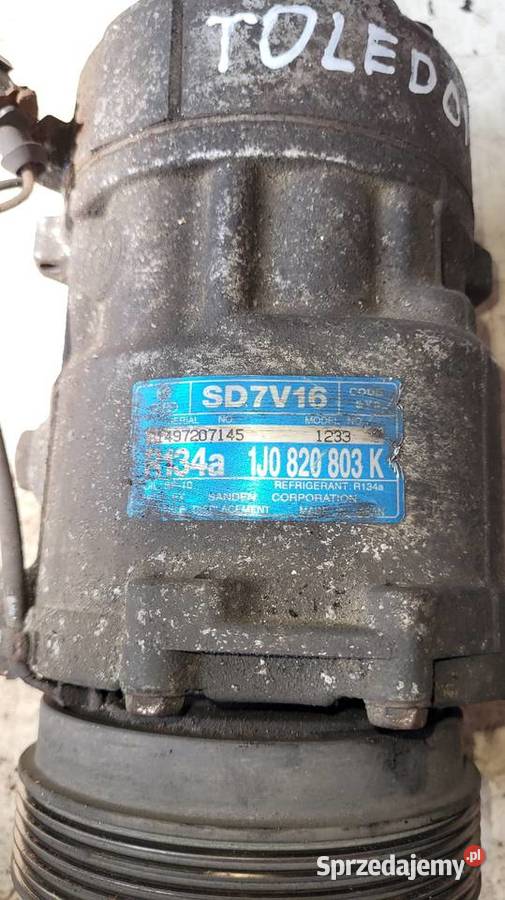 TOLEDO
SD7V16
CODE
SERIAL NO. MODEL NO.
497207145 1233
R134a 1J0 820 803 K
REFRIGERANT: R134a
SANDEN CORPORATION
DISPLACEMENT MADE
Sprzedajemy.pl